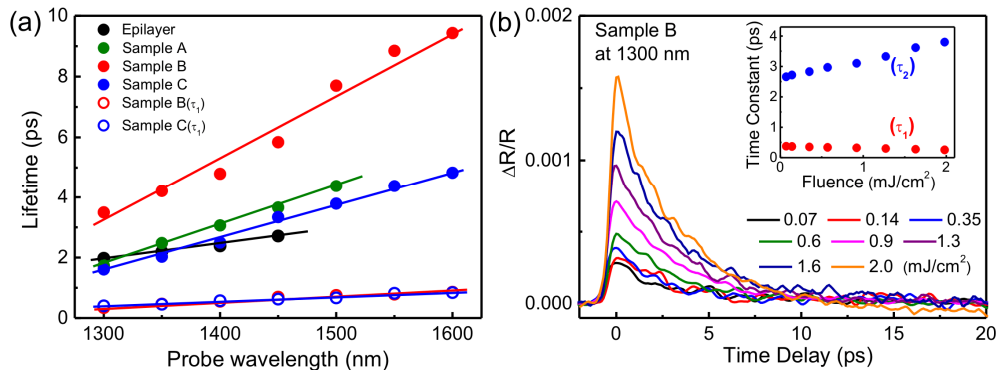 (a)
10
8
6
4
2
0
Lifetime (ps)
Epilayer
Sample A
Sample B
Sample C
Sample B(τ₁)
Sample C(τ₁)
1300
1400
1500
1600
Probe wavelength (nm)
(b)
0.002
0.001
0.000
ΔR/R
Sample B
at 1300 nm
Time Constant (ps)
4
3
2
1
0
(τ₂)
(τ₁)
0
1
2
Fluence (mJ/cm²)
0.07 0.14 0.35
0.6 0.9 1.3
1.6 2.0 (mJ/cm²)
0
5
10
15
20
Time Delay (ps)